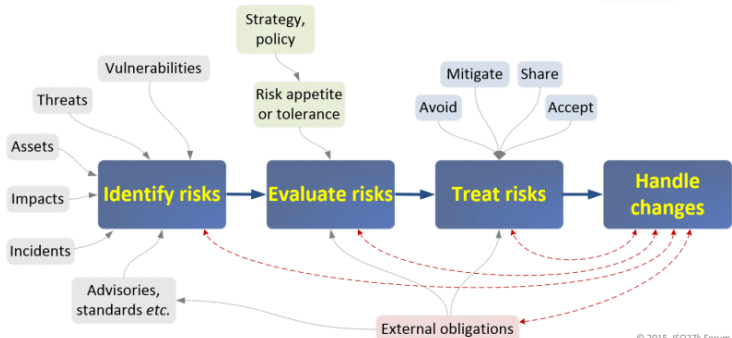 Strategy,
policy
Vulnerabilities
Mitigate
Share
Threats
Risk appetite
or tolerance
Avoid
Accept
Assets
Identify risks
Evaluate risks
Treat risks
Handle
changes
Impacts
Incidents
Advisories,
standards etc.
External obligations
© 2015 ISO27k Forum